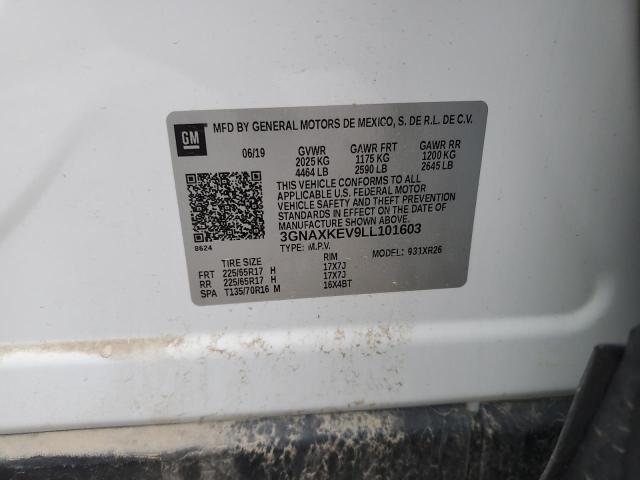 GM MFD BY GENERAL MOTORS DE MEXICO, S. DE R.L. DE C.V.
06/19 GVWR GAWR FRT GAWR RR
2025 KG 1175 KG 1200 KG
4464 LB 2590 LB 2645 LB
THIS VEHICLE CONFORMS TO ALL
APPLICABLE U.S. FEDERAL MOTOR
VEHICLE SAFETY AND THEFT PREVENTION
STANDARDS IN EFFECT ON THE DATE OF
MANUFACTURE SHOWN ABOVE.
3GNAXKEV9LL101603
8624 TYPE: M.P.V. MODEL: 931XR26
TIRE SIZE RIM
FRT 225/65R17 H 17X7J
RR 225/65R17 H 17X7J
SPA T135/70R16 M 16X4BT